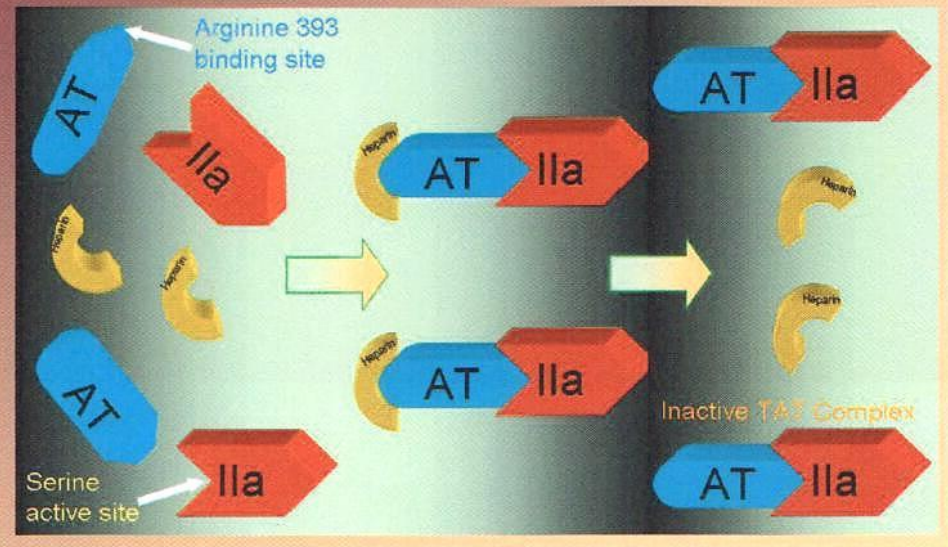 Arginine 393
binding site
AT
IIa
Heparin
Heparin
AT
Serine
active site
IIa
Heparin
AT
IIa
Heparin
AT
IIa
AT
IIa
Heparin
Heparin
Inactive TAT Complex
AT
IIa